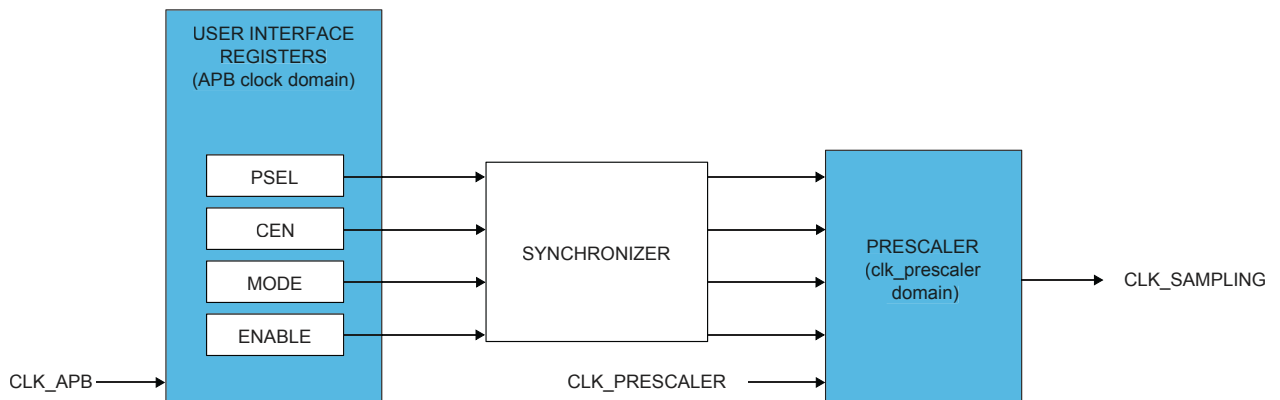 USER INTERFACE
REGISTERS
(APB clock domain)
PSEL
CEN
MODE
ENABLE
CLK_APB
SYNCHRONIZER
CLK_PRESCALER
PRESCALER
(clk_prescaler
domain)
CLK_SAMPLING